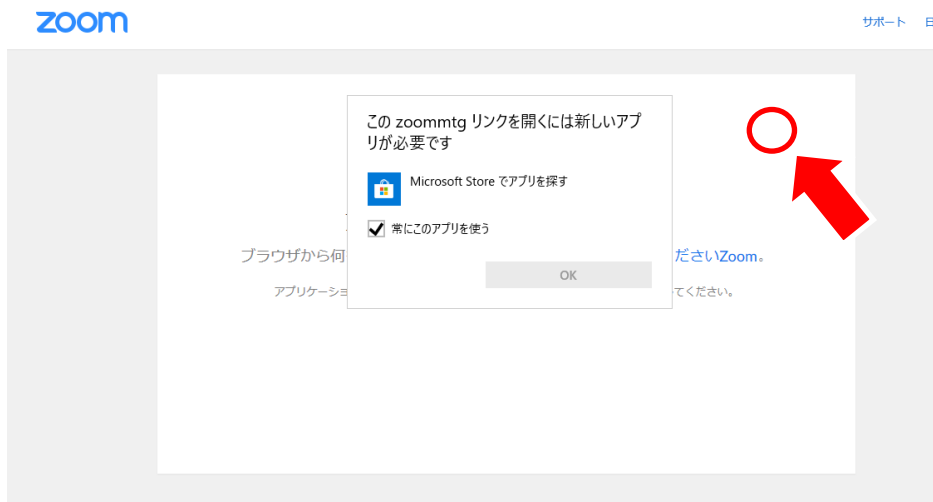 zoom
サポート 日
この zoommtg リンクを開くには新しいアプ
リが必要です
Microsoft Store でアプリを探す
常にこのアプリを使う
ブラウザから何 ださいZoom。
OK
アプリケーショ てください。